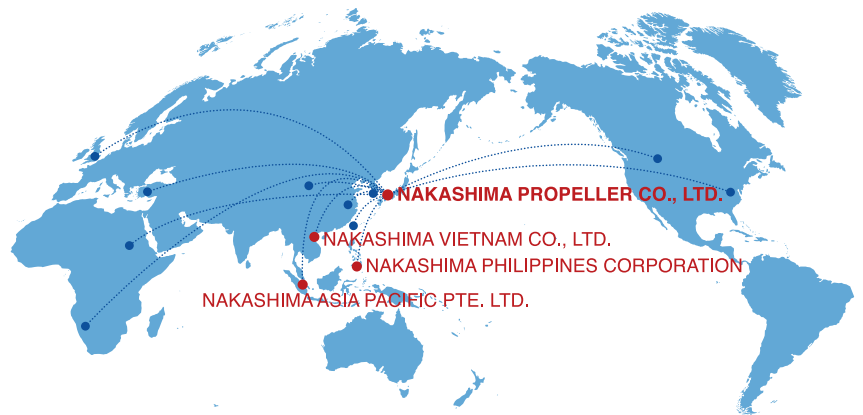 NAKASHIMA PROPELLER CO., LTD.
NAKASHIMA VIETNAM CO., LTD.
NAKASHIMA PHILIPPINES CORPORATION
NAKASHIMA ASIA PACIFIC PTE. LTD.